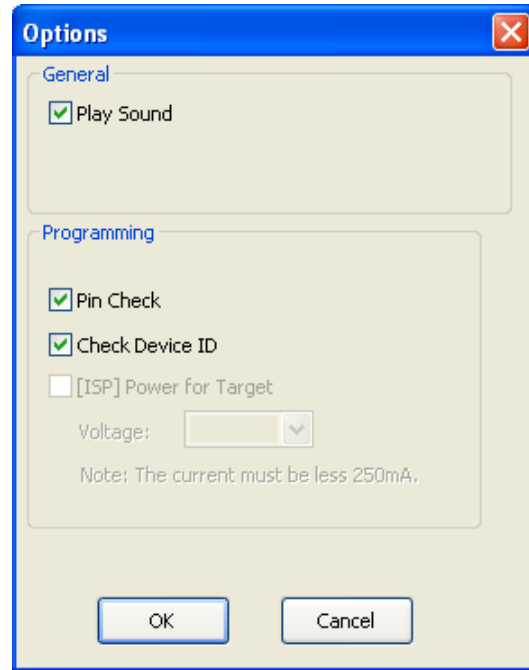 Options
General
Play Sound
Programming
Pin Check
Check Device ID
[ISP] Power for Target
Voltage:
Note: The current must be less 250mA.
OK
Cancel